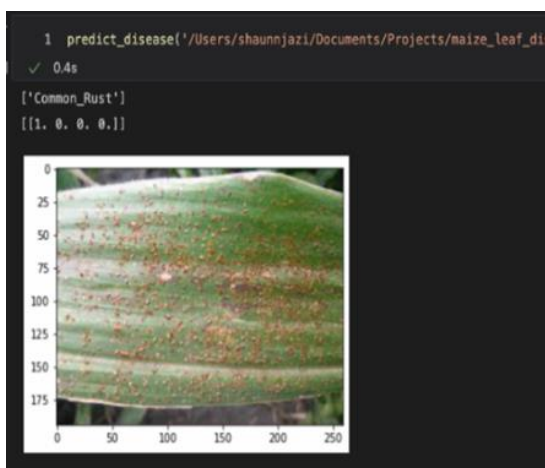 1 predict_disease('/Users/shaunnjazi/Documents/Projects/maize_leaf_di
✓ 0.4s
['Common_Rust']
[[1. 0. 0. 0.]]
0
25
50
75
100
125
150
175
0 50 100 150 200 250